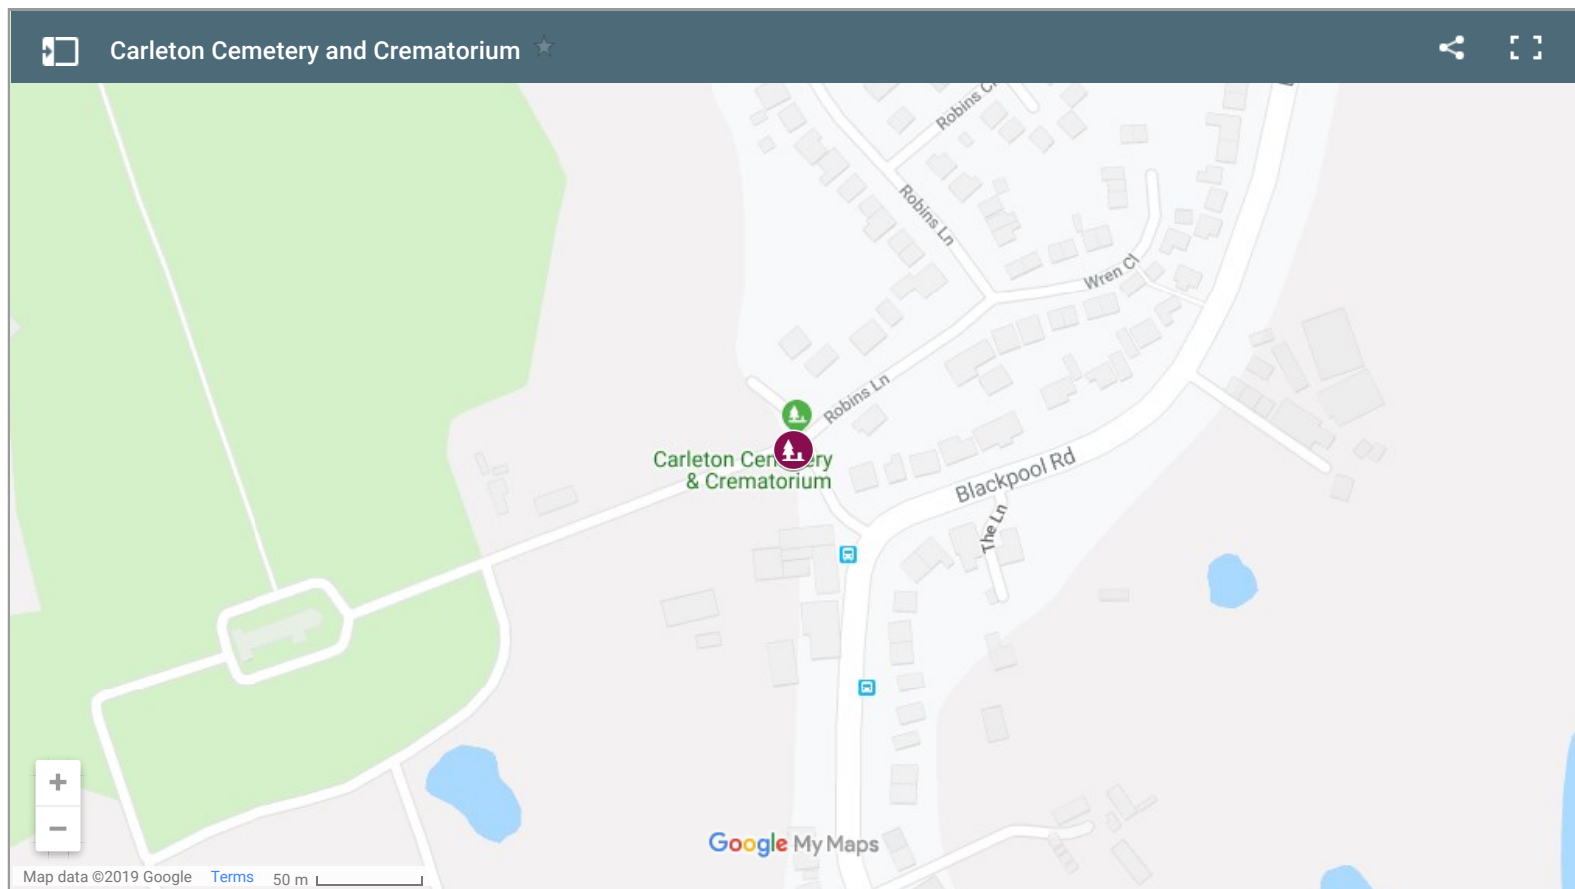 Carleton Cemetery and Crematorium
Robins Cl
Robins Ln
Wren Cl
Robins Ln
Carleton Cemetery
& Crematorium
Blackpool Rd
The Ln
+
−
Google My Maps
Map data ©2019 Google Terms 50 m